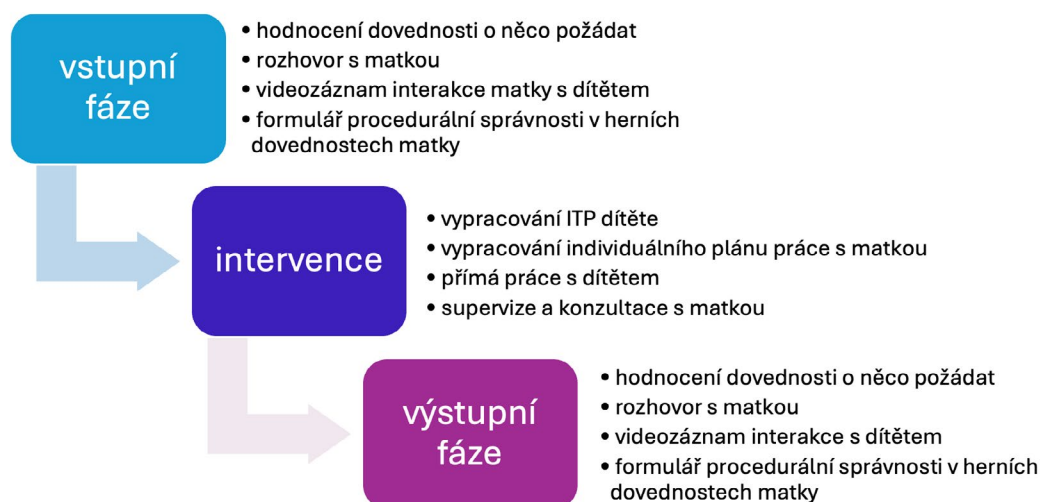 vstupní
fáze
• hodnocení dovednosti o něco požádat
• rozhovor s matkou
• videozáznam interakce matky s dítětem
• formulář procedurální správnosti v herních
dovednostech matky
intervence
• vypracování ITP dítěte
• vypracování individuálního plánu práce s matkou
• přímá práce s dítětem
• supervize a konzultace s matkou
výstupní
fáze
• hodnocení dovednosti o něco požádat
• rozhovor s matkou
• videozáznam interakce s dítětem
• formulář procedurální správnosti v herních
dovednostech matky